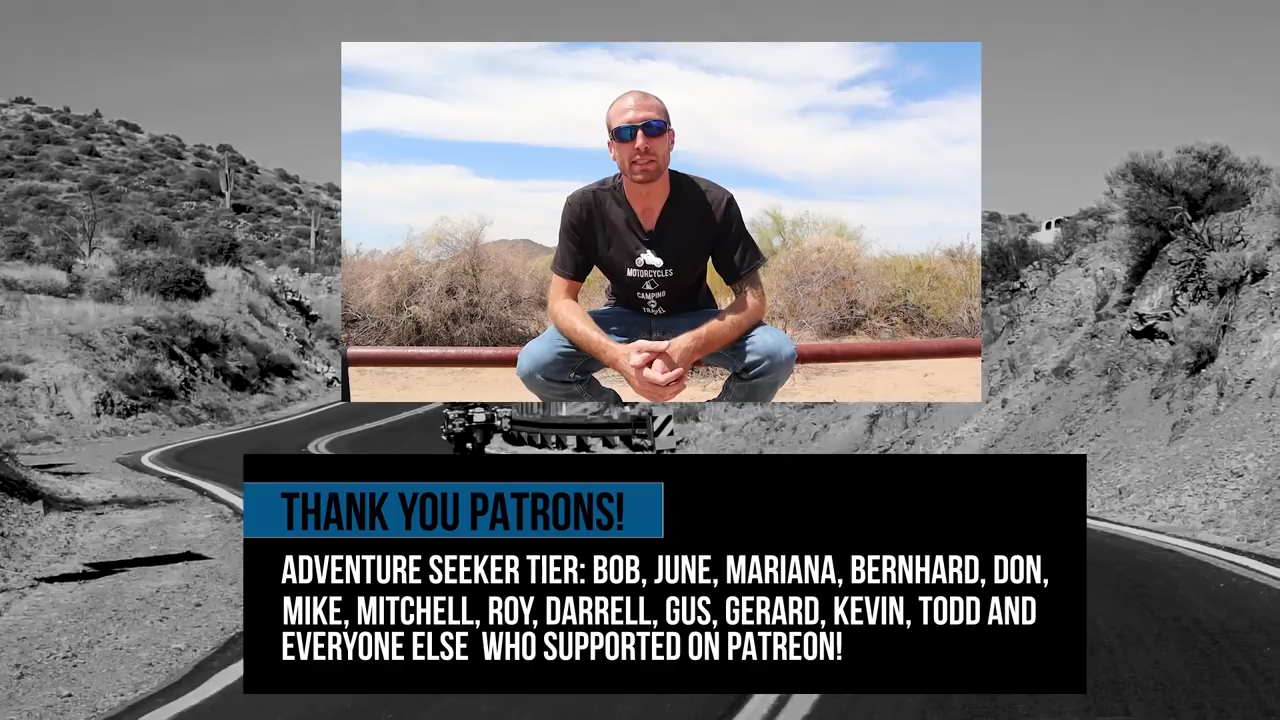 MOTORCYCLES
CAMPING
TRAVEL
THANK YOU PATRONS!
ADVENTURE SEEKER TIER: BOB, JUNE, MARIANA, BERNHARD, DON,
MIKE, MITCHELL, ROY, DARRELL, GUS, GERARD, KEVIN, TODD AND
EVERYONE ELSE WHO SUPPORTED ON PATREON!